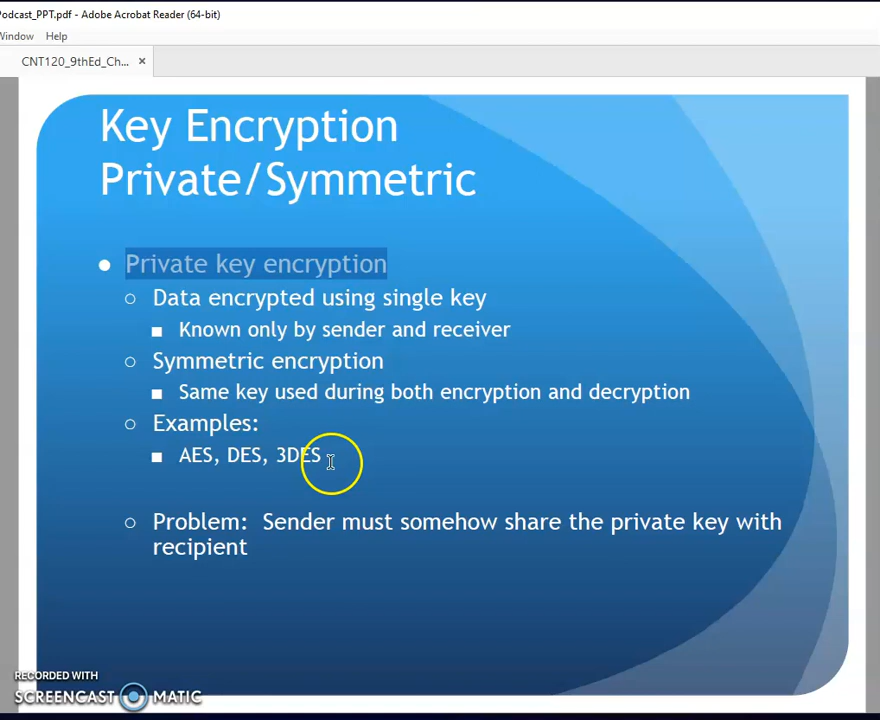 Podcast_PPT.pdf - Adobe Acrobat Reader (64-bit)
Window Help
CNT120_9thEd_Ch... ×
Key Encryption
Private/Symmetric
Private key encryption
Data encrypted using single key
Known only by sender and receiver
Symmetric encryption
Same key used during both encryption and decryption
Examples:
AES, DES, 3DES
Problem: Sender must somehow share the private key with
recipient
RECORDED WITH
SCREENCAST MATIC